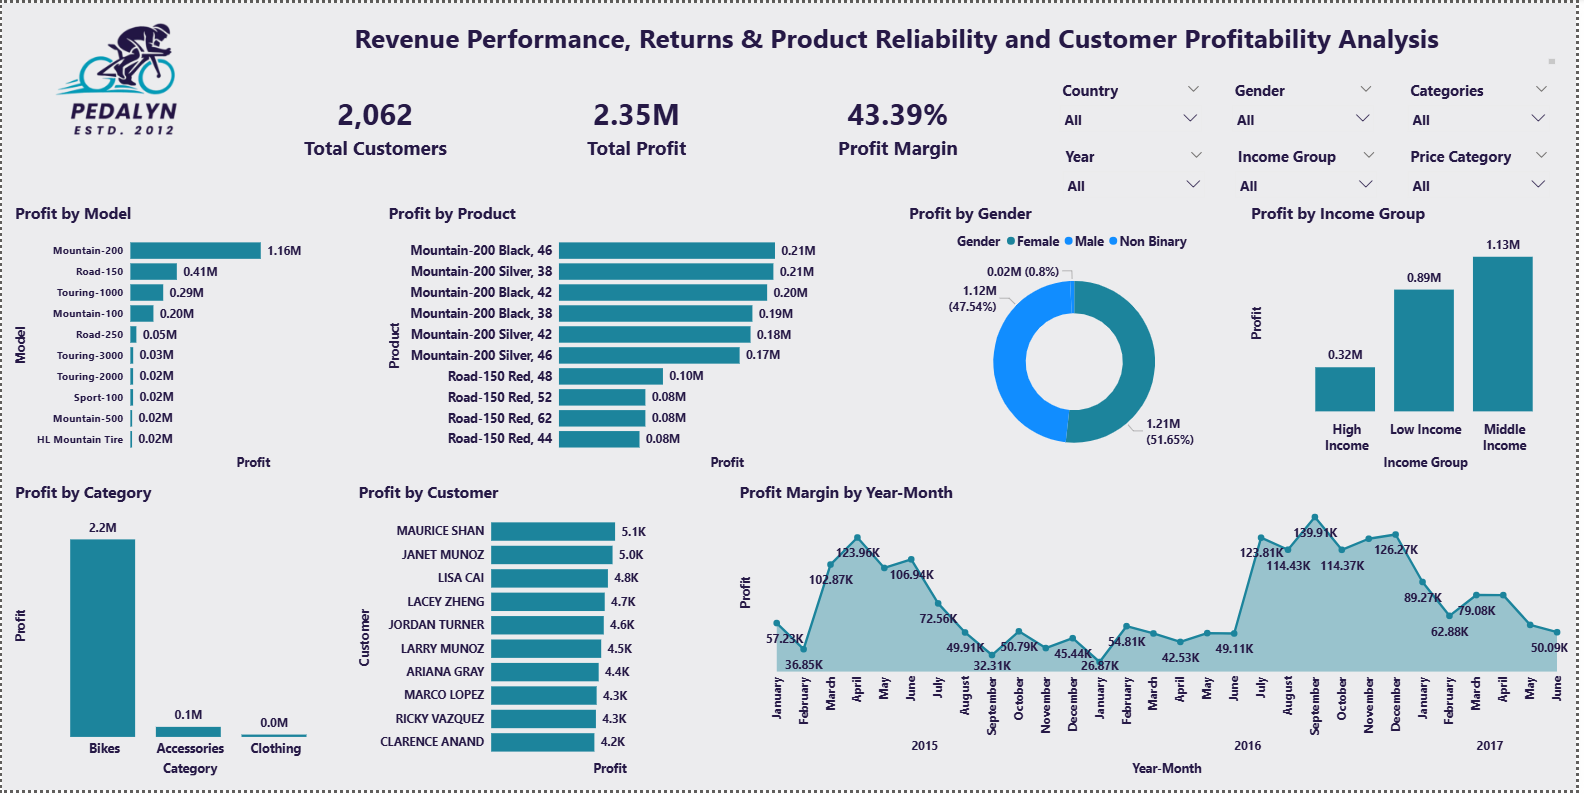 Revenue Performance, Returns & Product Reliability and Customer Profitability Analysis
PEDALYN
ESTD. 2012
2,062
Total Customers
2.35M
Total Profit
43.39%
Profit Margin
Country
All
Gender
All
Categories
All
Year
All
Income Group
All
Price Category
All
Profit by Model
Model
Mountain-200 1.16M
Road-150 0.41M
Touring-1000 0.29M
Mountain-100 0.20M
Road-250 0.05M
Touring-3000 0.03M
Touring-2000 0.02M
Sport-100 0.02M
Mountain-500 0.02M
HL Mountain Tire 0.02M
Profit
Profit by Product
Product
Mountain-200 Black, 46 0.21M
Mountain-200 Silver, 38 0.21M
Mountain-200 Black, 42 0.20M
Mountain-200 Black, 38 0.19M
Mountain-200 Silver, 42 0.18M
Mountain-200 Silver, 46 0.17M
Road-150 Red, 48 0.10M
Road-150 Red, 52 0.08M
Road-150 Red, 62 0.08M
Road-150 Red, 44 0.08M
Profit
Profit by Gender
Gender Female Male Non Binary
0.02M (0.8%)
1.12M
(47.54%)
1.21M
(51.65%)
Profit by Income Group
Profit
0.32M
0.89M
1.13M
High
Income
Low Income
Middle
Income
Income Group
Profit by Category
Profit
2.2M
0.1M
0.0M
Bikes
Accessories
Clothing
Category
Profit by Customer
Customer
MAURICE SHAN 5.1K
JANET MUNOZ 5.0K
LISA CAI 4.8K
LACEY ZHENG 4.7K
JORDAN TURNER 4.6K
LARRY MUNOZ 4.5K
ARIANA GRAY 4.4K
MARCO LOPEZ 4.3K
RICKY VAZQUEZ 4.3K
CLARENCE ANAND 4.2K
Profit
Profit Margin by Year-Month
Profit
57.23K
36.85K
102.87K
123.96K
106.94K
72.56K
49.91K
32.31K
50.79K
45.44K
26.87K
54.81K
42.53K
49.11K
123.81K
114.43K
139.91K
114.37K
126.27K
89.27K
62.88K
79.08K
50.09K
January
February
March
April
May
June
July
August
September
October
November
December
January
February
March
April
May
June
July
August
September
October
November
December
January
February
March
April
May
June
2015
2016
2017
Year-Month